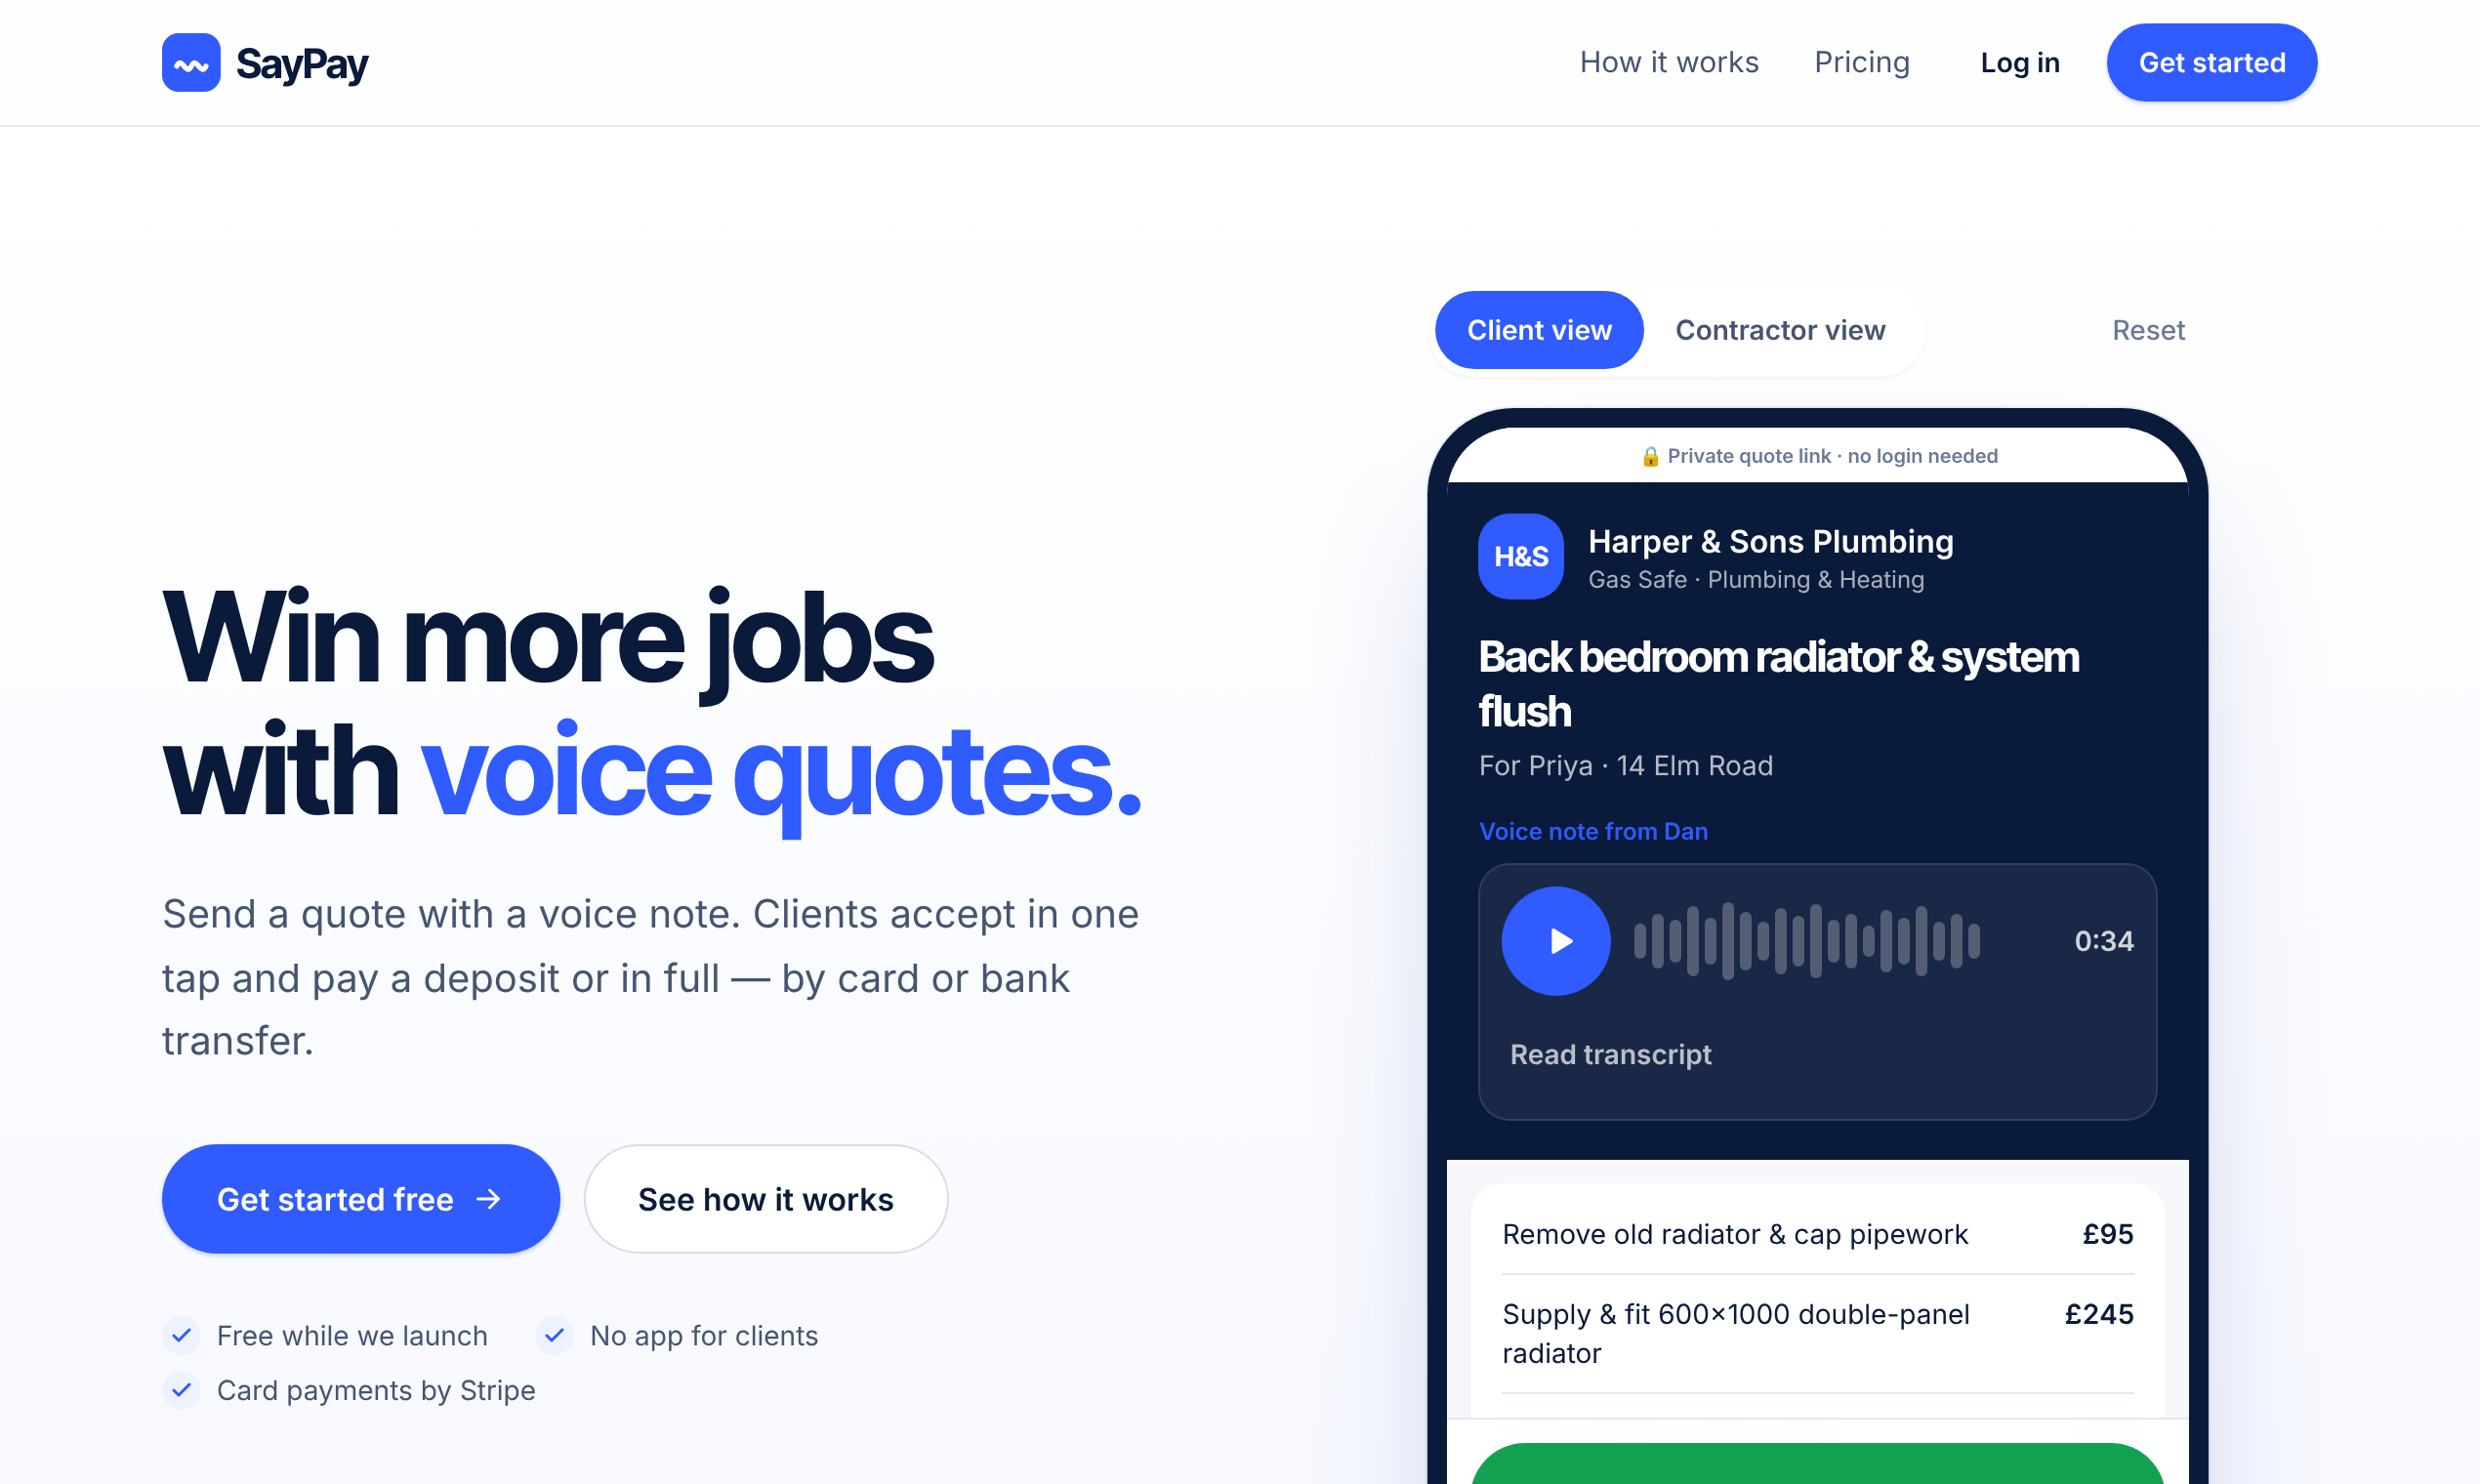 SayPay
How it works
Pricing
Log in
Get started
Win more jobs
with voice quotes.
Send a quote with a voice note. Clients accept in one
tap and pay a deposit or in full — by card or bank
transfer.
Get started free →
See how it works
Free while we launch
No app for clients
Card payments by Stripe
Client view
Contractor view
Reset
🔒 Private quote link · no login needed
H&S
Harper & Sons Plumbing
Gas Safe · Plumbing & Heating
Back bedroom radiator & system
flush
For Priya · 14 Elm Road
Voice note from Dan
0:34
Read transcript
Remove old radiator & cap pipework £95
Supply & fit 600×1000 double-panel £245
radiator